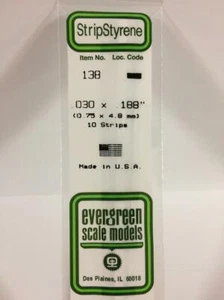 StripStyrene
Item No. Loc. Code
138
.030 x .188"
(0.75 x 4.8 mm)
10 Strips
Made in U.S.A.
evergreen
scale models
Des Plaines, IL 60018